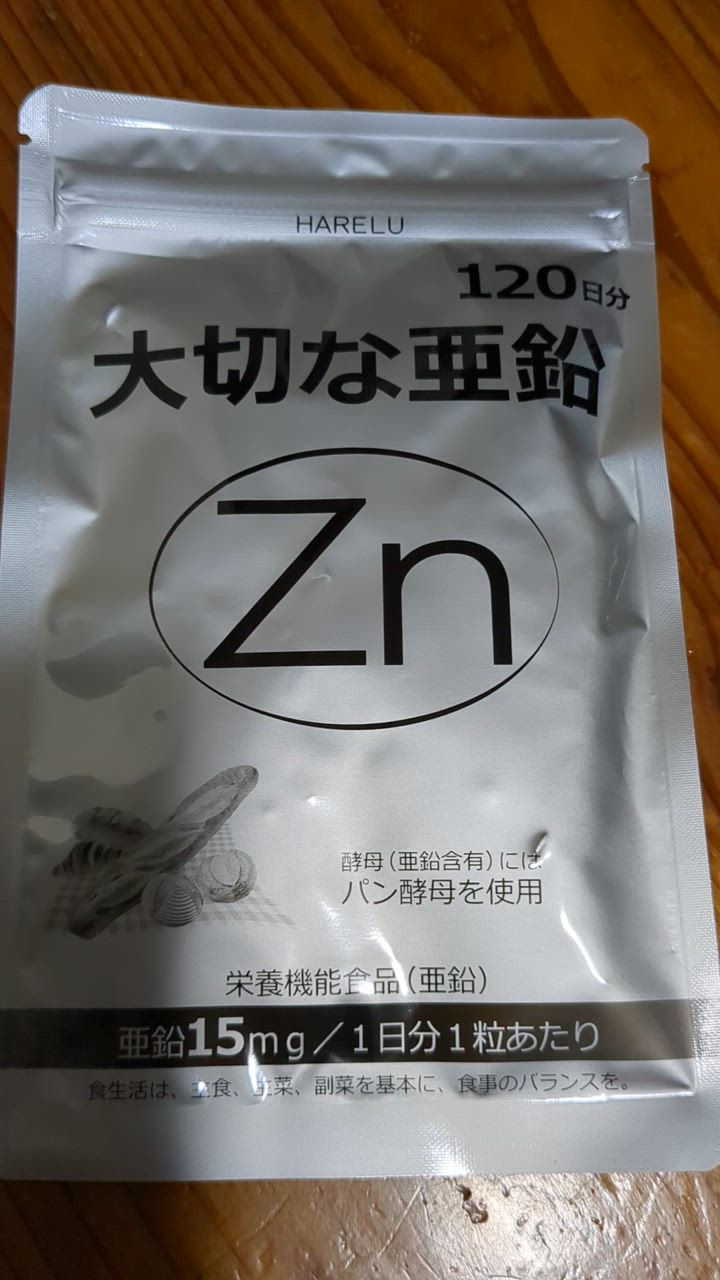 HARELU
120日分
大切な亜鉛
Zn
酵母(亜鉛含有)には
パン酵母を使用
栄養機能食品(亜鉛)
亜鉛15mg/1日分1粒あたり
食生活は、主食、主菜、副菜を基本に、食事のバランスを。